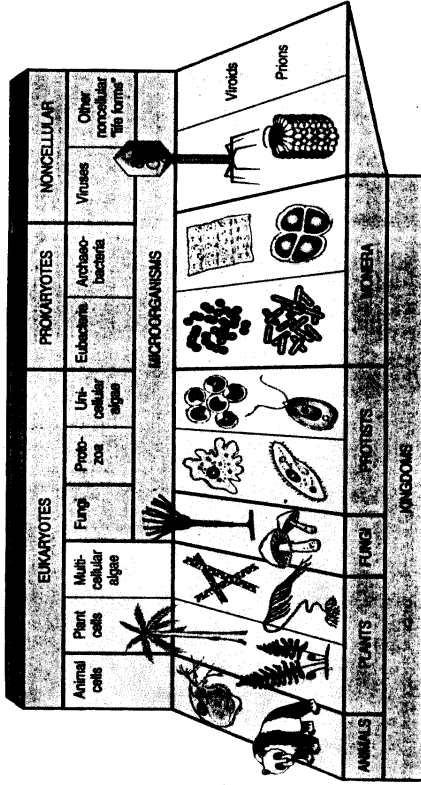 EUKARYOTES
PROKARYOTES
NONCELLULAR
Animal
cells
Plant
cells
Multi-
cellular
algae
Fungi
Proto-
zoa
Uni-
cellular
algae
Eubacteria
Archaeo-
bacteria
Viruses
Other
noncellular
"life forms"
MICROORGANISMS
Viroids
Prions
ANIMALS
PLANTS
FUNGI
PROTISTS
MONERA
KINGDOMS